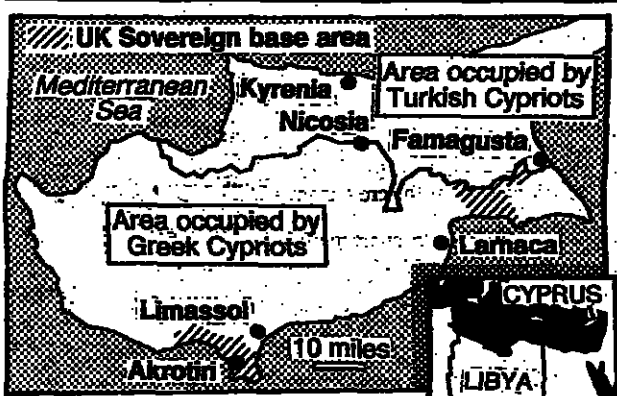 UK Sovereign base area
Mediterranean
Sea
Kyrenia
Area occupied by
Turkish Cypriots
Nicosia
Famagusta
Area occupied by
Greek Cypriots
Larnaca
Limassol
10 miles
Akrotiri
CYPRUS
LIBYA